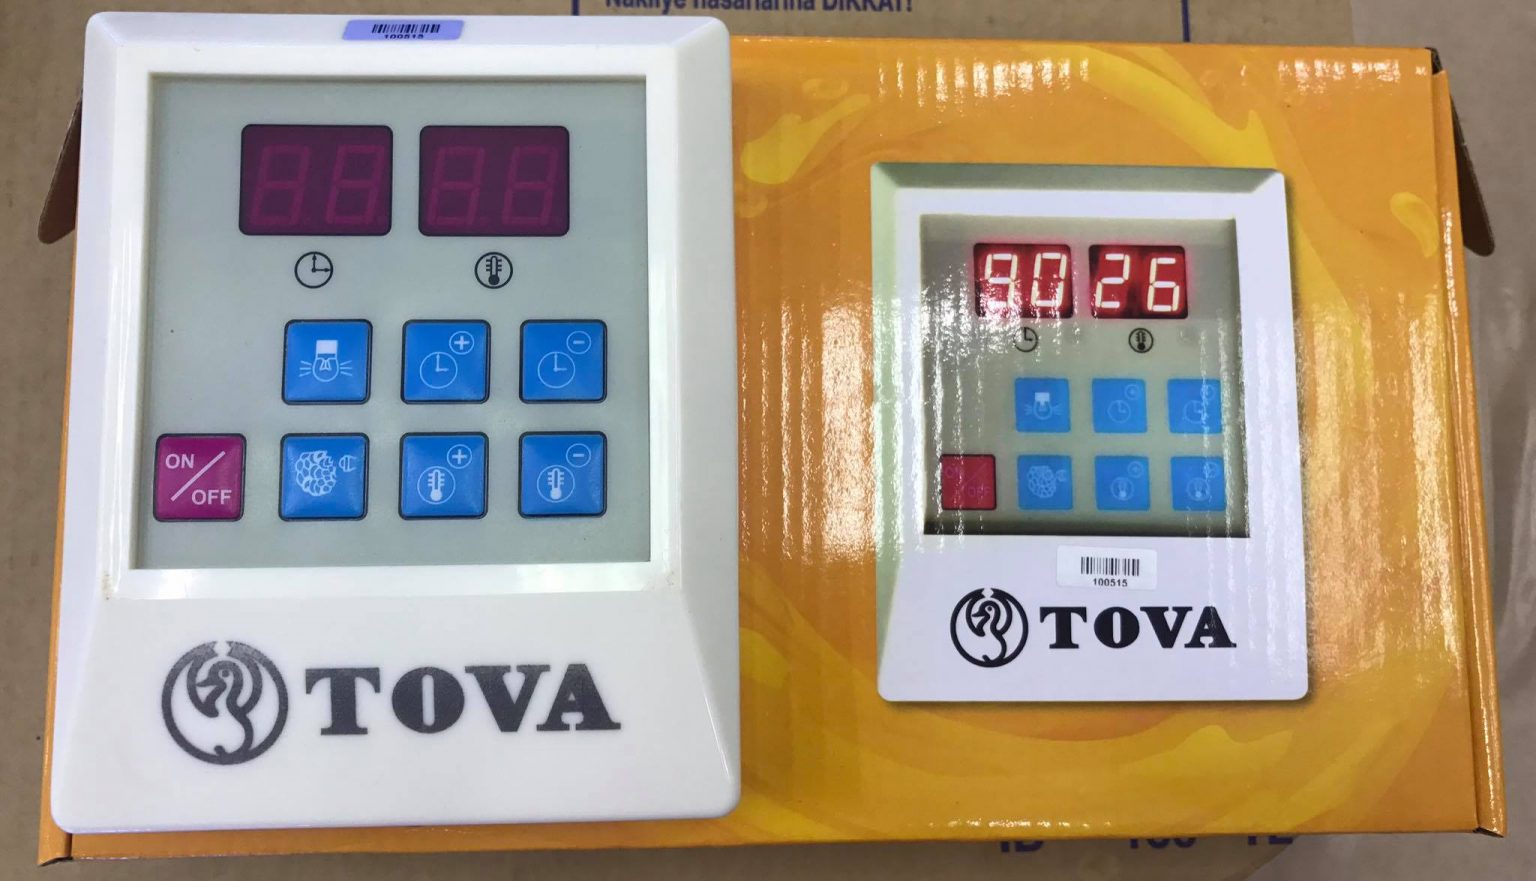 Nakliye hasarlarına DİKKAT!
100515
ON/OFF
TOVA
90 26
100515
TOVA